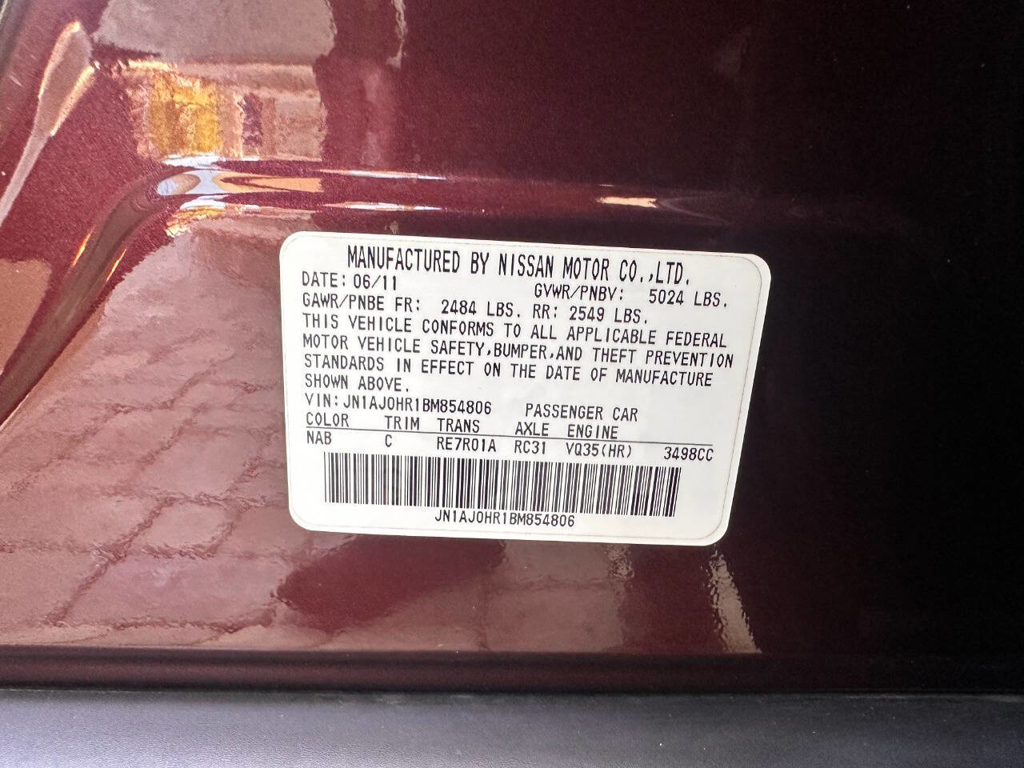 MANUFACTURED BY NISSAN MOTOR CO.,LTD.
DATE: 06/11 GVWR/PNBV: 5024 LBS.
GAWR/PNBE FR: 2484 LBS. RR: 2549 LBS.
THIS VEHICLE CONFORMS TO ALL APPLICABLE FEDERAL
MOTOR VEHICLE SAFETY,BUMPER,AND THEFT PREVENTION
STANDARDS IN EFFECT ON THE DATE OF MANUFACTURE
SHOWN ABOVE.
VIN:JN1AJ0HR1BM854806 PASSENGER CAR
COLOR TRIM TRANS AXLE ENGINE
NAB C RE7R01A RC31 VQ35(HR) 3498CC
JN1AJ0HR1BM854806